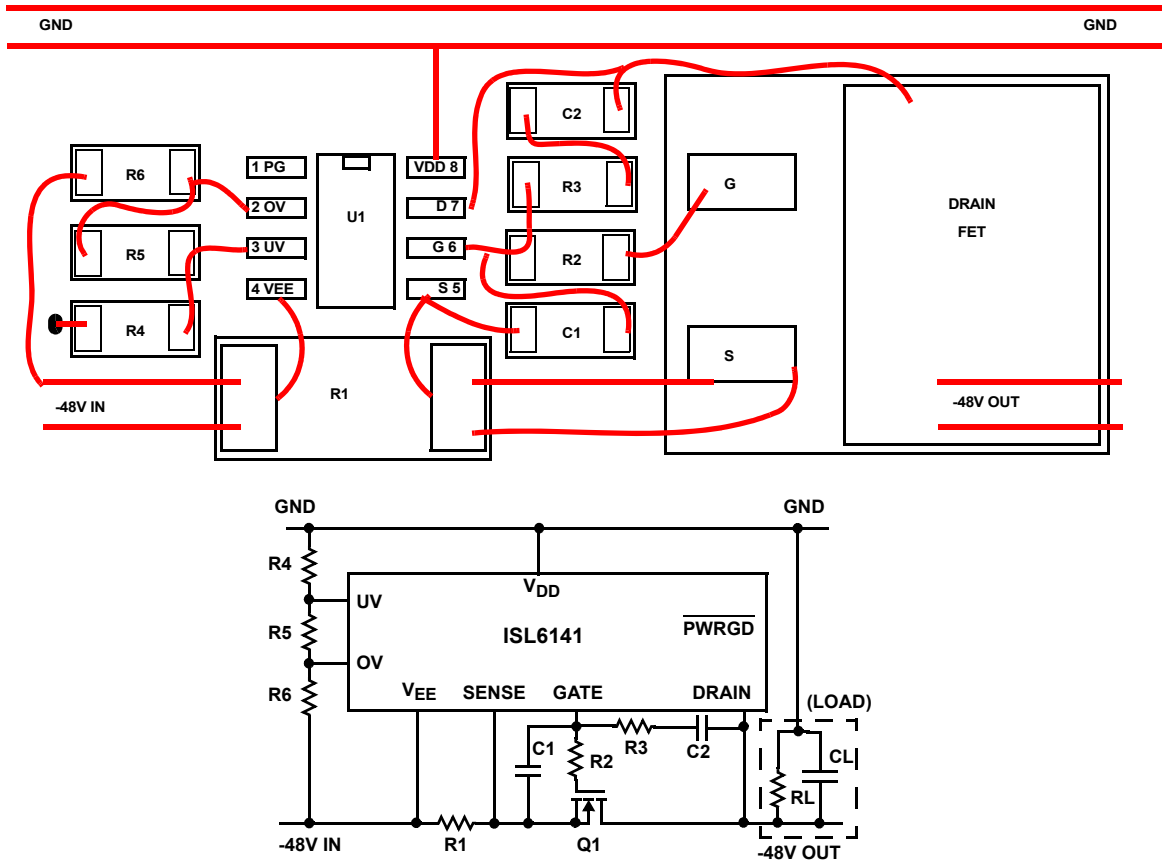 GND
GND
C2
R6
1 PG
VDD 8
R3
G
2 OV
U1
D 7
DRAIN
FET
R5
3 UV
G 6
R2
4 VEE
S 5
R4
C1
S
R1
-48V IN
-48V OUT
GND
GND
R4
VDD
UV
R5
ISL6141
PWRGD
OV
R6
VEE
SENSE
GATE
DRAIN
(LOAD)
C1
R2
R3
C2
CL
RL
-48V IN
R1
Q1
-48V OUT